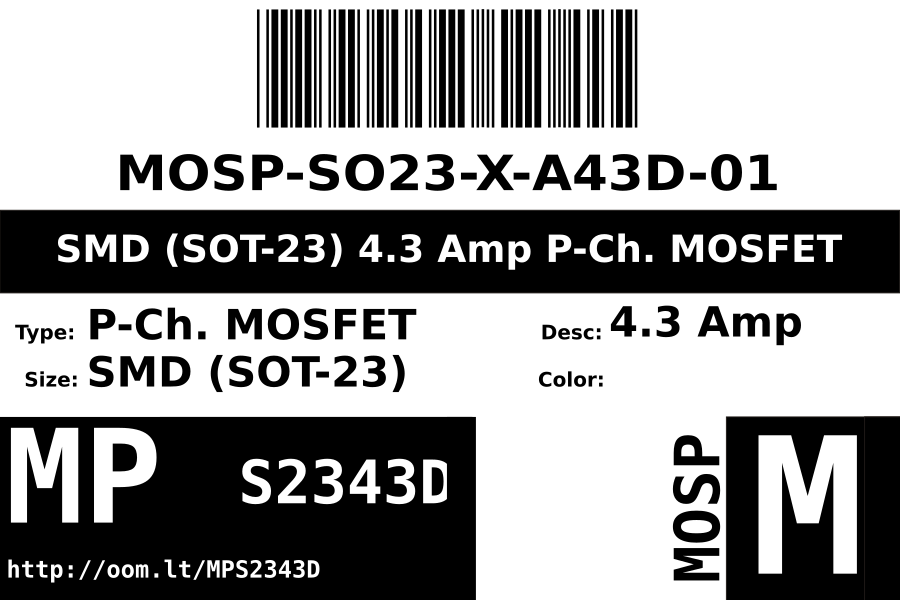 MOSP-SO23-X-A43D-01
SMD (SOT-23) 4.3 Amp P-Ch. MOSFET
Type: P-Ch. MOSFET
Desc: 4.3 Amp
Size: SMD (SOT-23)
Color:
MP S2343D
http://oom.lt/MPS2343D
MOSP
M